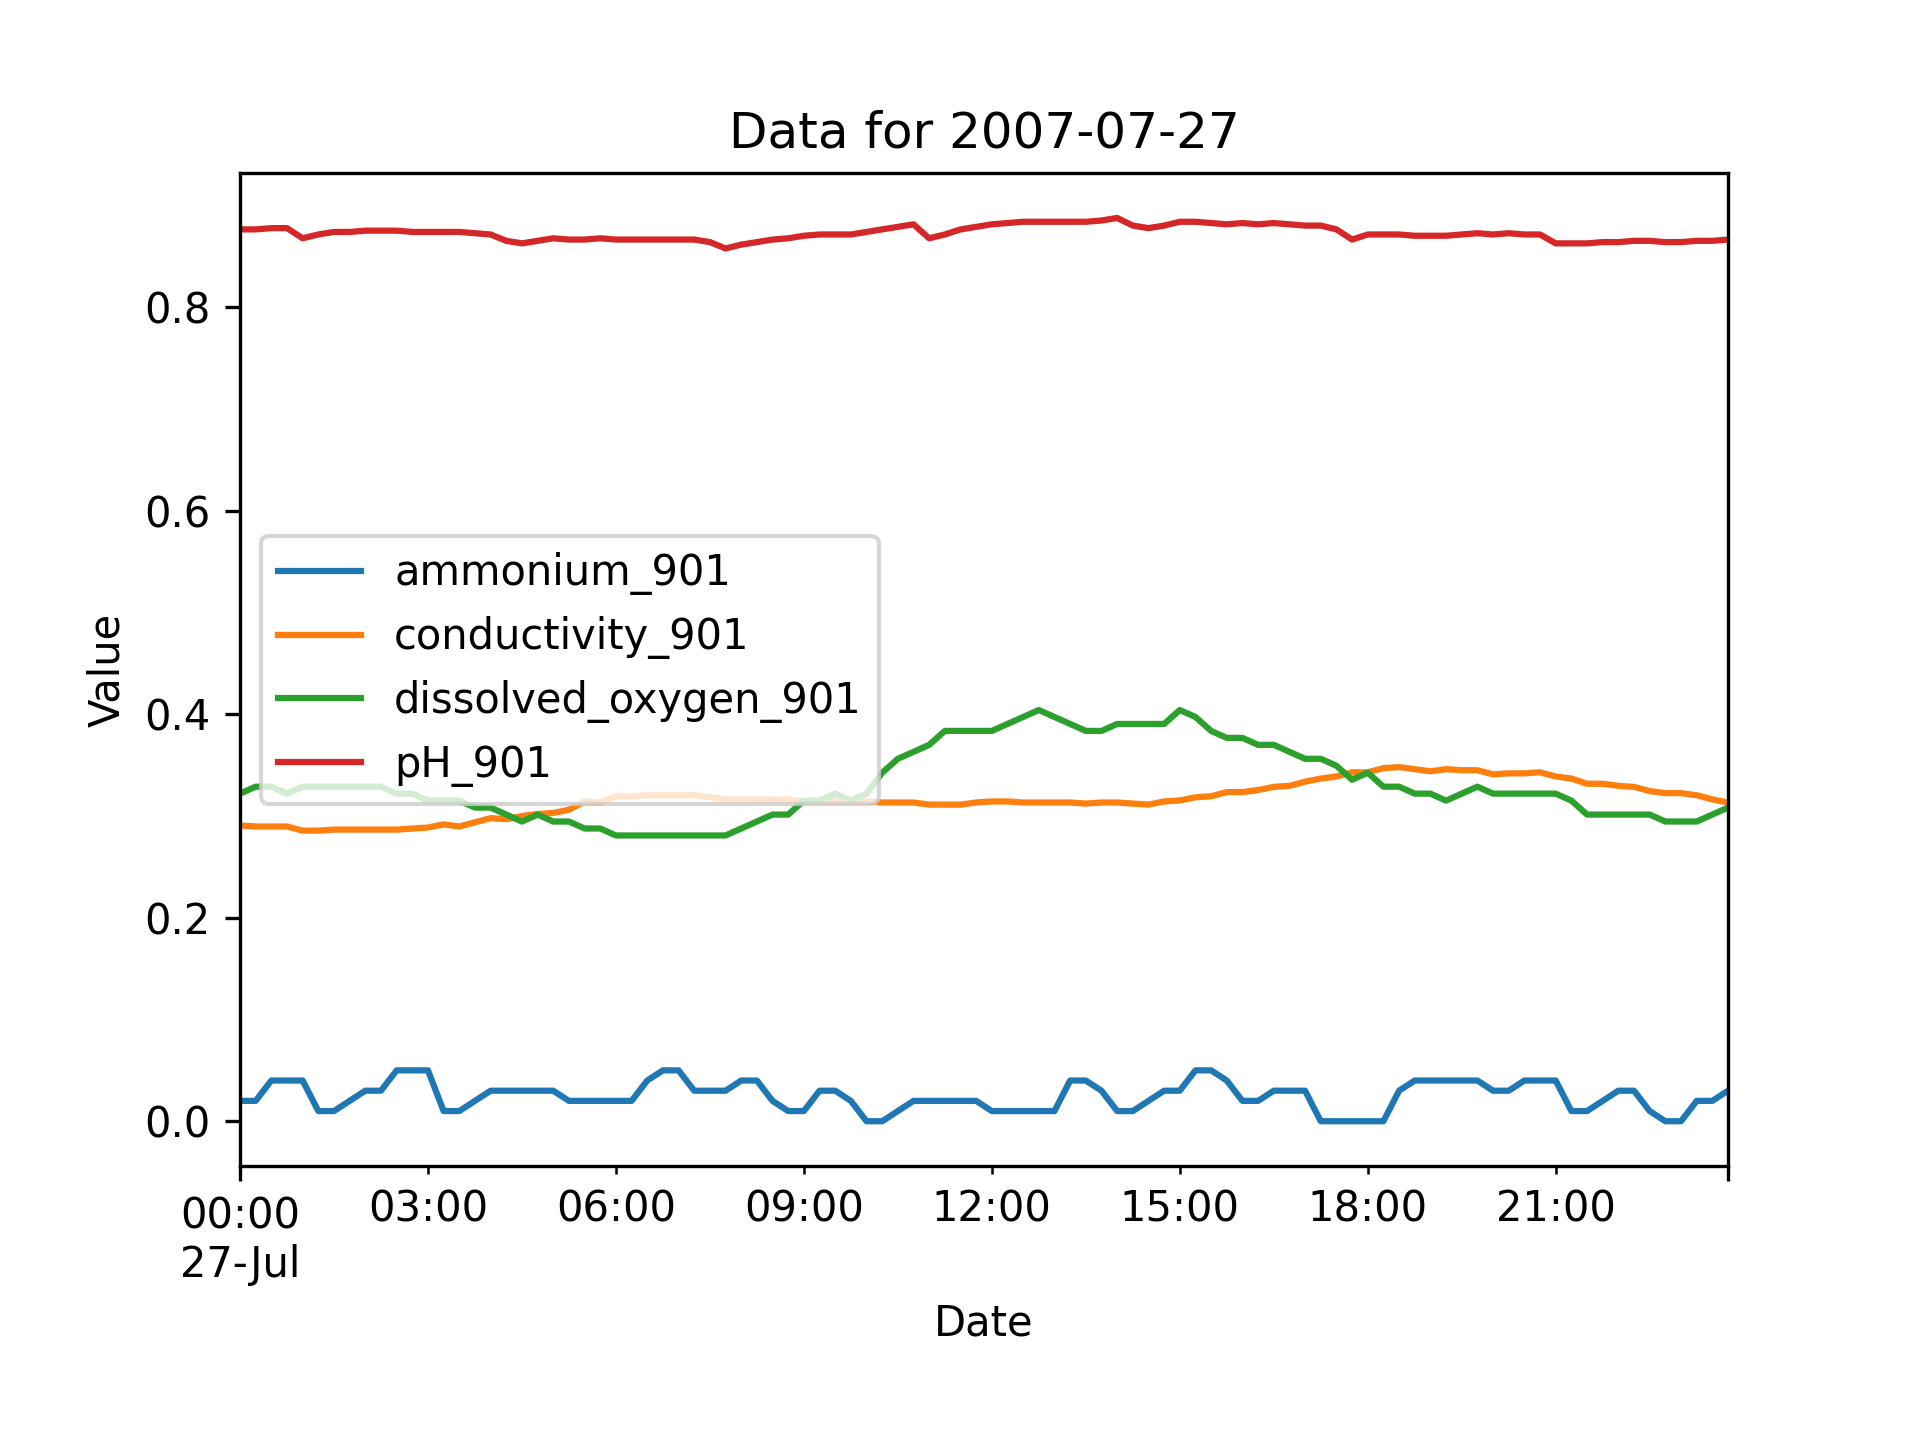 Data for 2007-07-27
Value
0.8
0.6
0.4
0.2
0.0
ammonium_901
conductivity_901
dissolved_oxygen_901
pH_901
00:00 03:00 06:00 09:00 12:00 15:00 18:00 21:00
27-Jul
Date